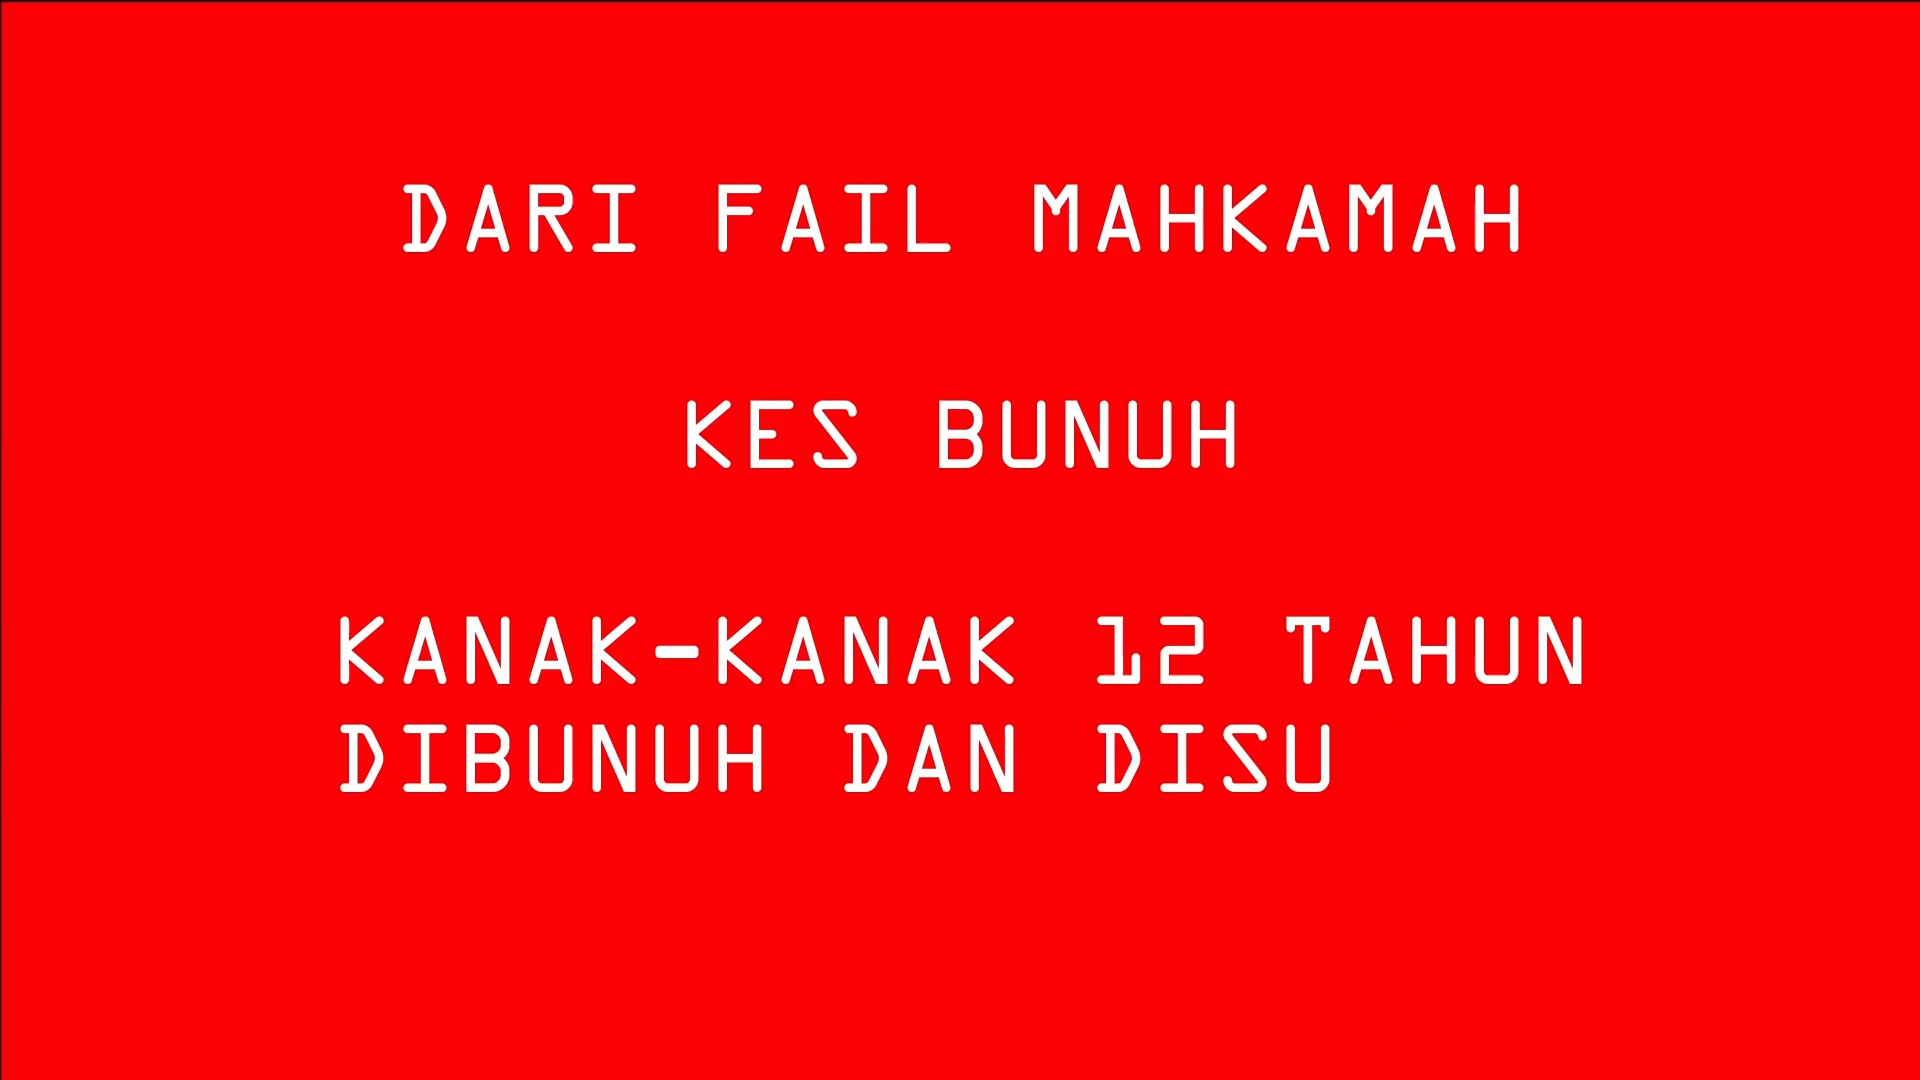 DARI FAIL MAHKAMAH
KES BUNUH
KANAK-KANAK 12 TAHUN
DIBUNUH DAN DISU